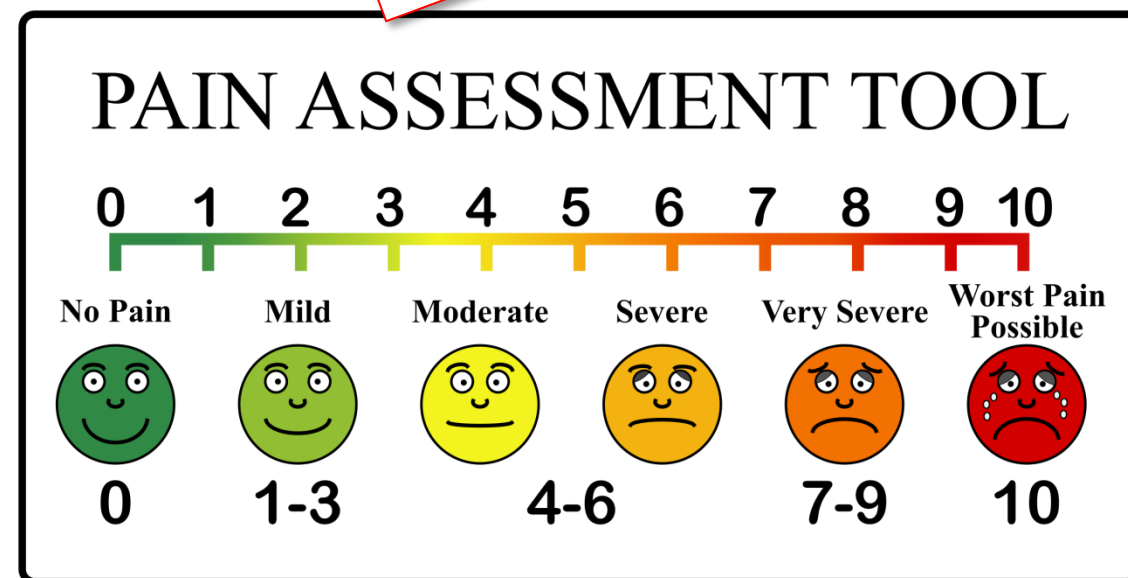 PAIN ASSESSMENT TOOL
0 1 2 3 4 5 6 7 8 9 10
No Pain Mild Moderate Severe Very Severe Worst Pain
Possible
0 1-3 4-6 7-9 10